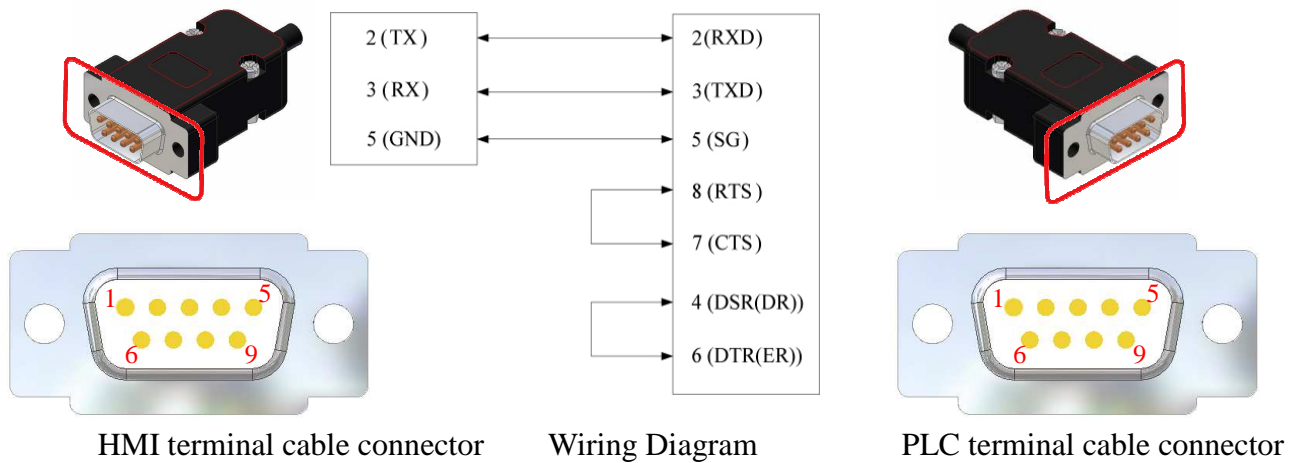 2 (TX)
2(RXD)
3 (RX)
3(TXD)
5 (GND)
5 (SG)
8 (RTS)
7 (CTS)
4 (DSR(DR))
6 (DTR(ER))
1
5
6
9
1
5
6
9
HMI terminal cable connector
Wiring Diagram
PLC terminal cable connector